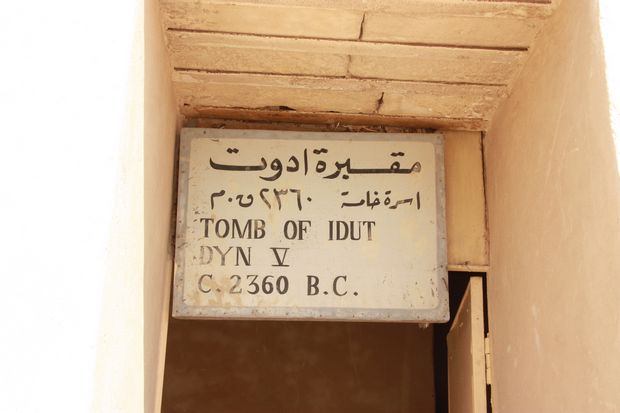 مقبرة ادوت
اسرة خامسة ٢٣٦٠ ق.م
TOMB OF IDUT
DYN V
C. 2360 B.C.